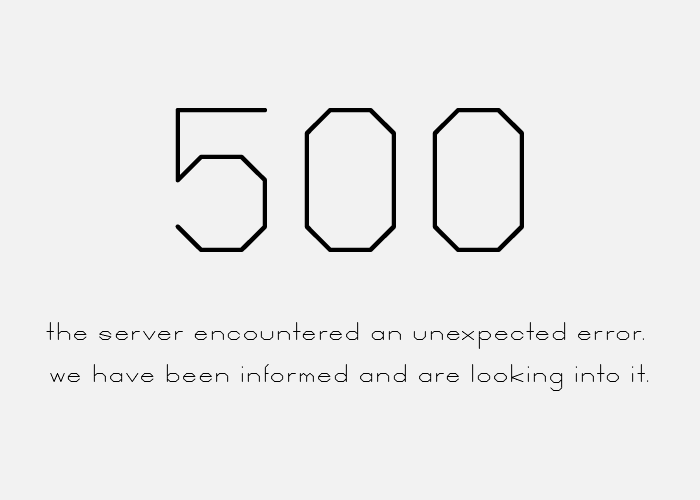 500
the server encountered an unexpected error.
we have been informed and are looking into it.